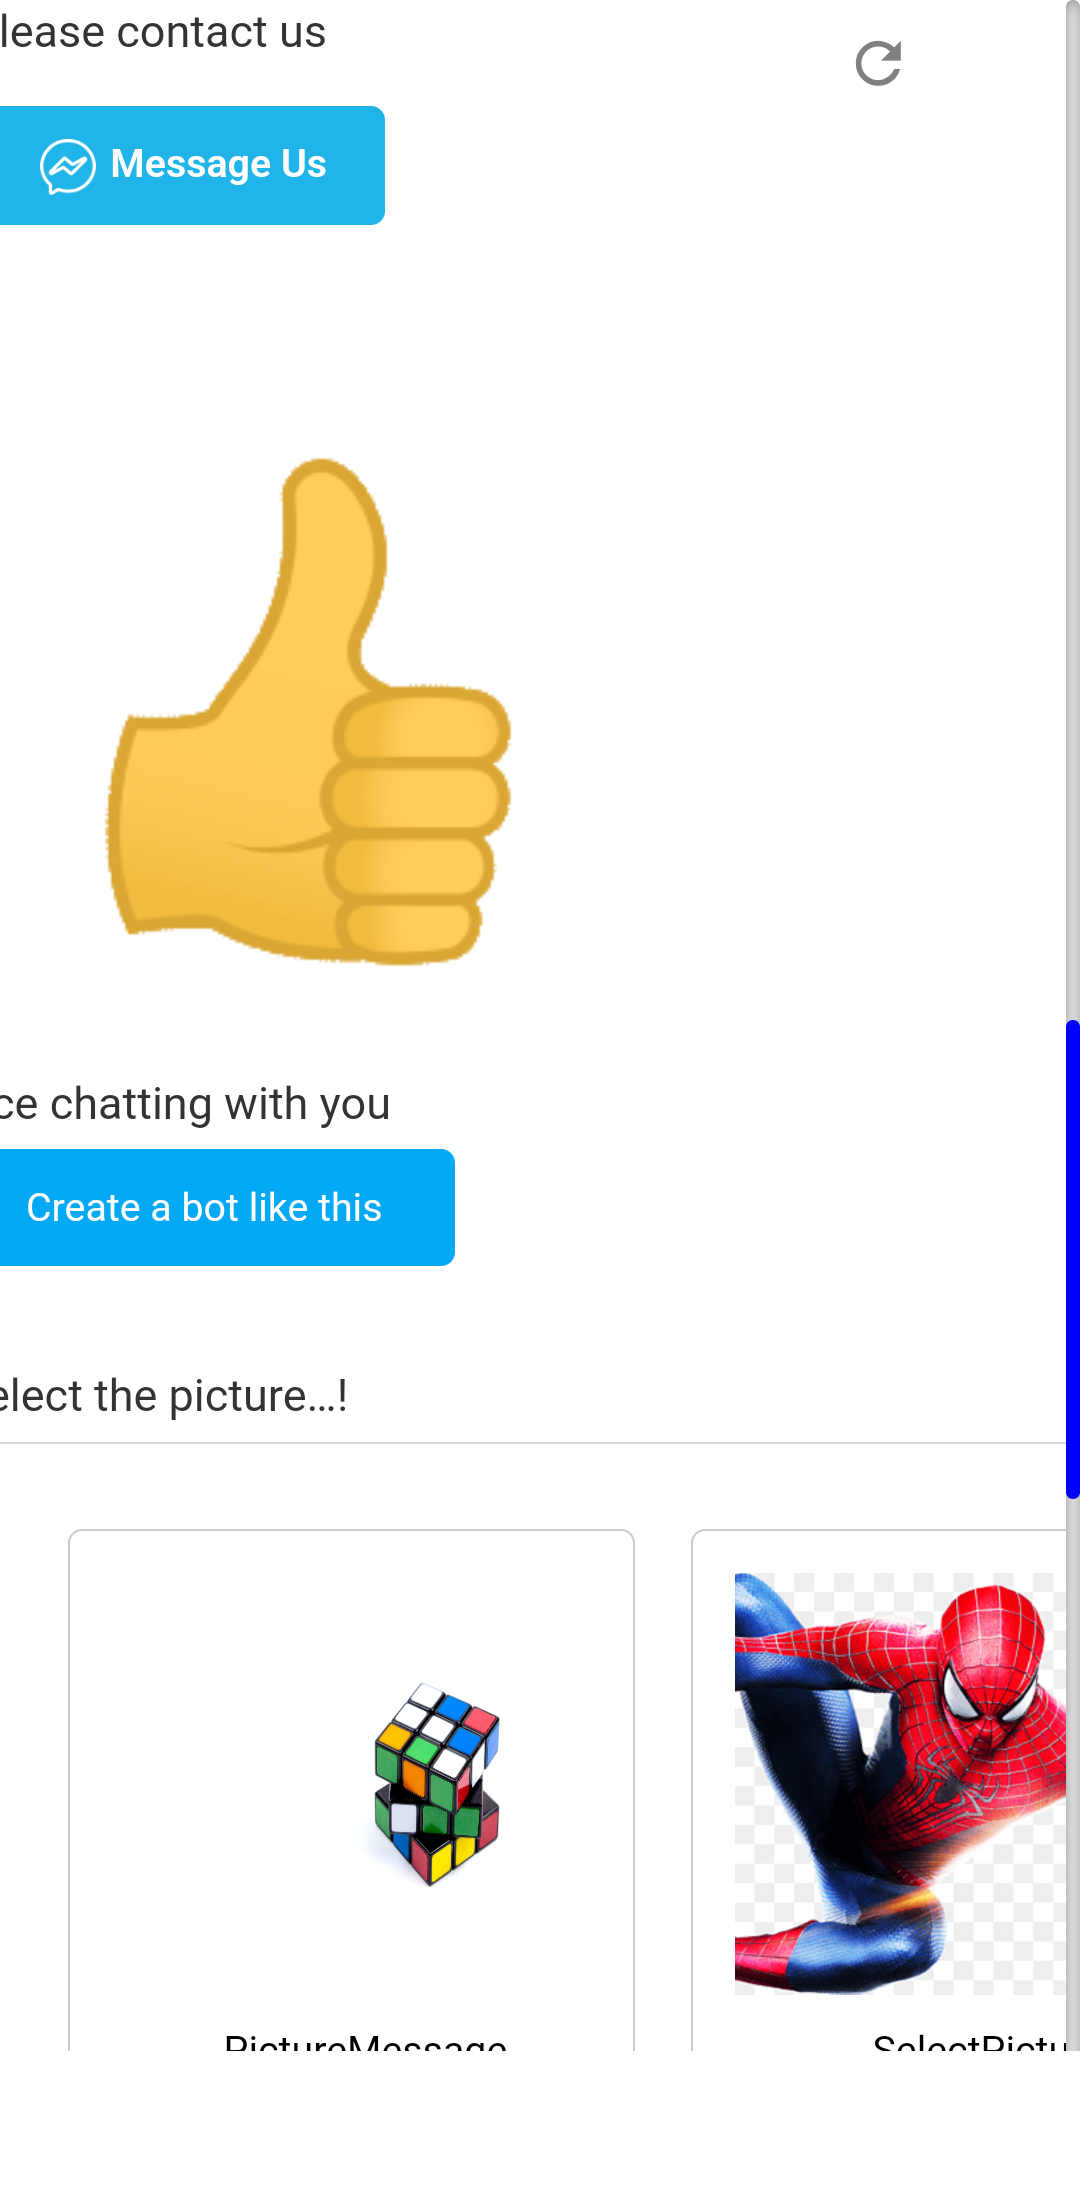 lease contact us
Message Us
ce chatting with you
Create a bot like this
elect the picture...!
PictureMessage
SelectPictu